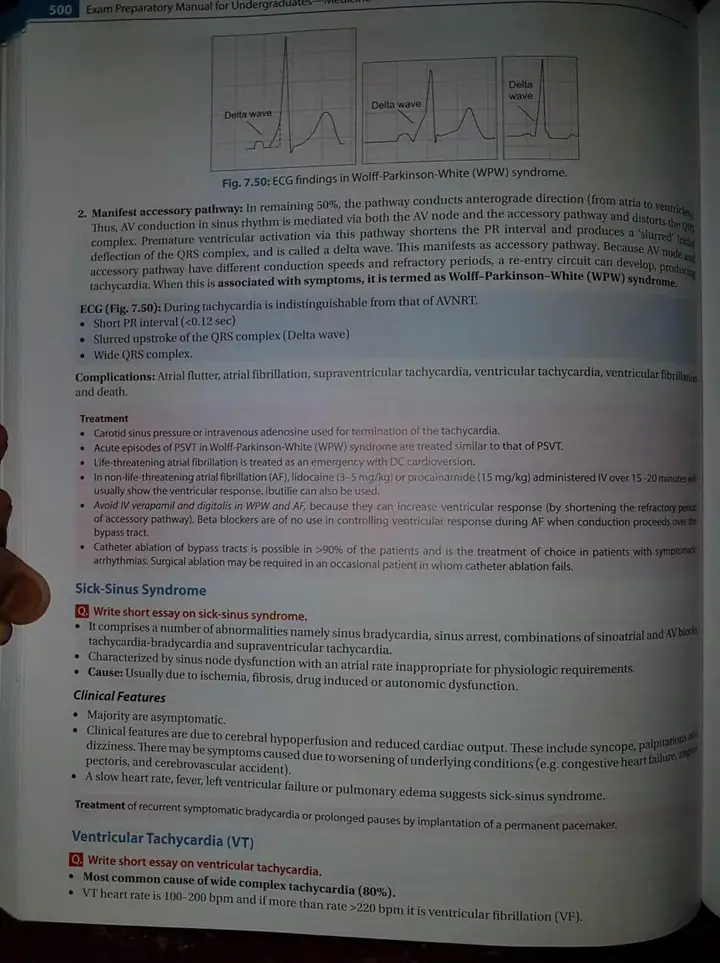 500 Exam Preparatory Manual for Undergraduates—Medicine
Delta wave
Delta wave
Delta
wave
Fig. 7.50: ECG findings in Wolff-Parkinson-White (WPW) syndrome.
2. Manifest accessory pathway: In remaining 50%, the pathway conducts anterograde direction (from atria to ventricles).
Thus, AV conduction in sinus rhythm is mediated via both the AV node and the accessory pathway and distorts the QRS
complex. Premature ventricular activation via this pathway shortens the PR interval and produces a 'slurred' initial
deflection of the QRS complex, and is called a delta wave. This manifests as accessory pathway. Because AV node and
accessory pathway have different conduction speeds and refractory periods, a re-entry circuit can develop, producing
tachycardia. When this is associated with symptoms, it is termed as Wolff–Parkinson–White (WPW) syndrome.
ECG (Fig. 7.50): During tachycardia is indistinguishable from that of AVNRT.
• Short PR interval (<0.12 sec)
• Slurred upstroke of the QRS complex (Delta wave)
• Wide QRS complex.
Complications: Atrial flutter, atrial fibrillation, supraventricular tachycardia, ventricular tachycardia, ventricular fibrillation
and death.
Treatment
• Carotid sinus pressure or intravenous adenosine used for termination of the tachycardia.
• Acute episodes of PSVT in Wolff-Parkinson-White (WPW) syndrome are treated similar to that of PSVT.
• Life-threatening atrial fibrillation is treated as an emergency with DC cardioversion.
• In non-life-threatening atrial fibrillation (AF), lidocaine (3–5 mg/kg) or procainamide (15 mg/kg) administered IV over 15–20 minutes will
usually show the ventricular response. Ibutilie can also be used.
• Avoid IV verapamil and digitalis in WPW and AF, because they can increase ventricular response (by shortening the refractory period
of accessory pathway). Beta blockers are of no use in controlling ventricular response during AF when conduction proceeds over the
bypass tract.
• Catheter ablation of bypass tracts is possible in >90% of the patients and is the treatment of choice in patients with symptomatic
arrhythmias. Surgical ablation may be required in an occasional patient in whom catheter ablation fails.
Sick-Sinus Syndrome
Q. Write short essay on sick-sinus syndrome.
• It comprises a number of abnormalities namely sinus bradycardia, sinus arrest, combinations of sinoatrial and AV blocks
tachycardia-bradycardia and supraventricular tachycardia.
• Characterized by sinus node dysfunction with an atrial rate inappropriate for physiologic requirements.
• Cause: Usually due to ischemia, fibrosis, drug induced or autonomic dysfunction.
Clinical Features
• Majority are asymptomatic.
• Clinical features are due to cerebral hypoperfusion and reduced cardiac output. These include syncope, palpitations and
dizziness. There may be symptoms caused due to worsening of underlying conditions (e.g. congestive heart failure, angina
pectoris, and cerebrovascular accident).
• A slow heart rate, fever, left ventricular failure or pulmonary edema suggests sick-sinus syndrome.
Treatment of recurrent symptomatic bradycardia or prolonged pauses by implantation of a permanent pacemaker.
Ventricular Tachycardia (VT)
Q. Write short essay on ventricular tachycardia.
• Most common cause of wide complex tachycardia (80%).
• VT heart rate is 100–200 bpm and if more than rate >220 bpm it is ventricular fibrillation (VF).